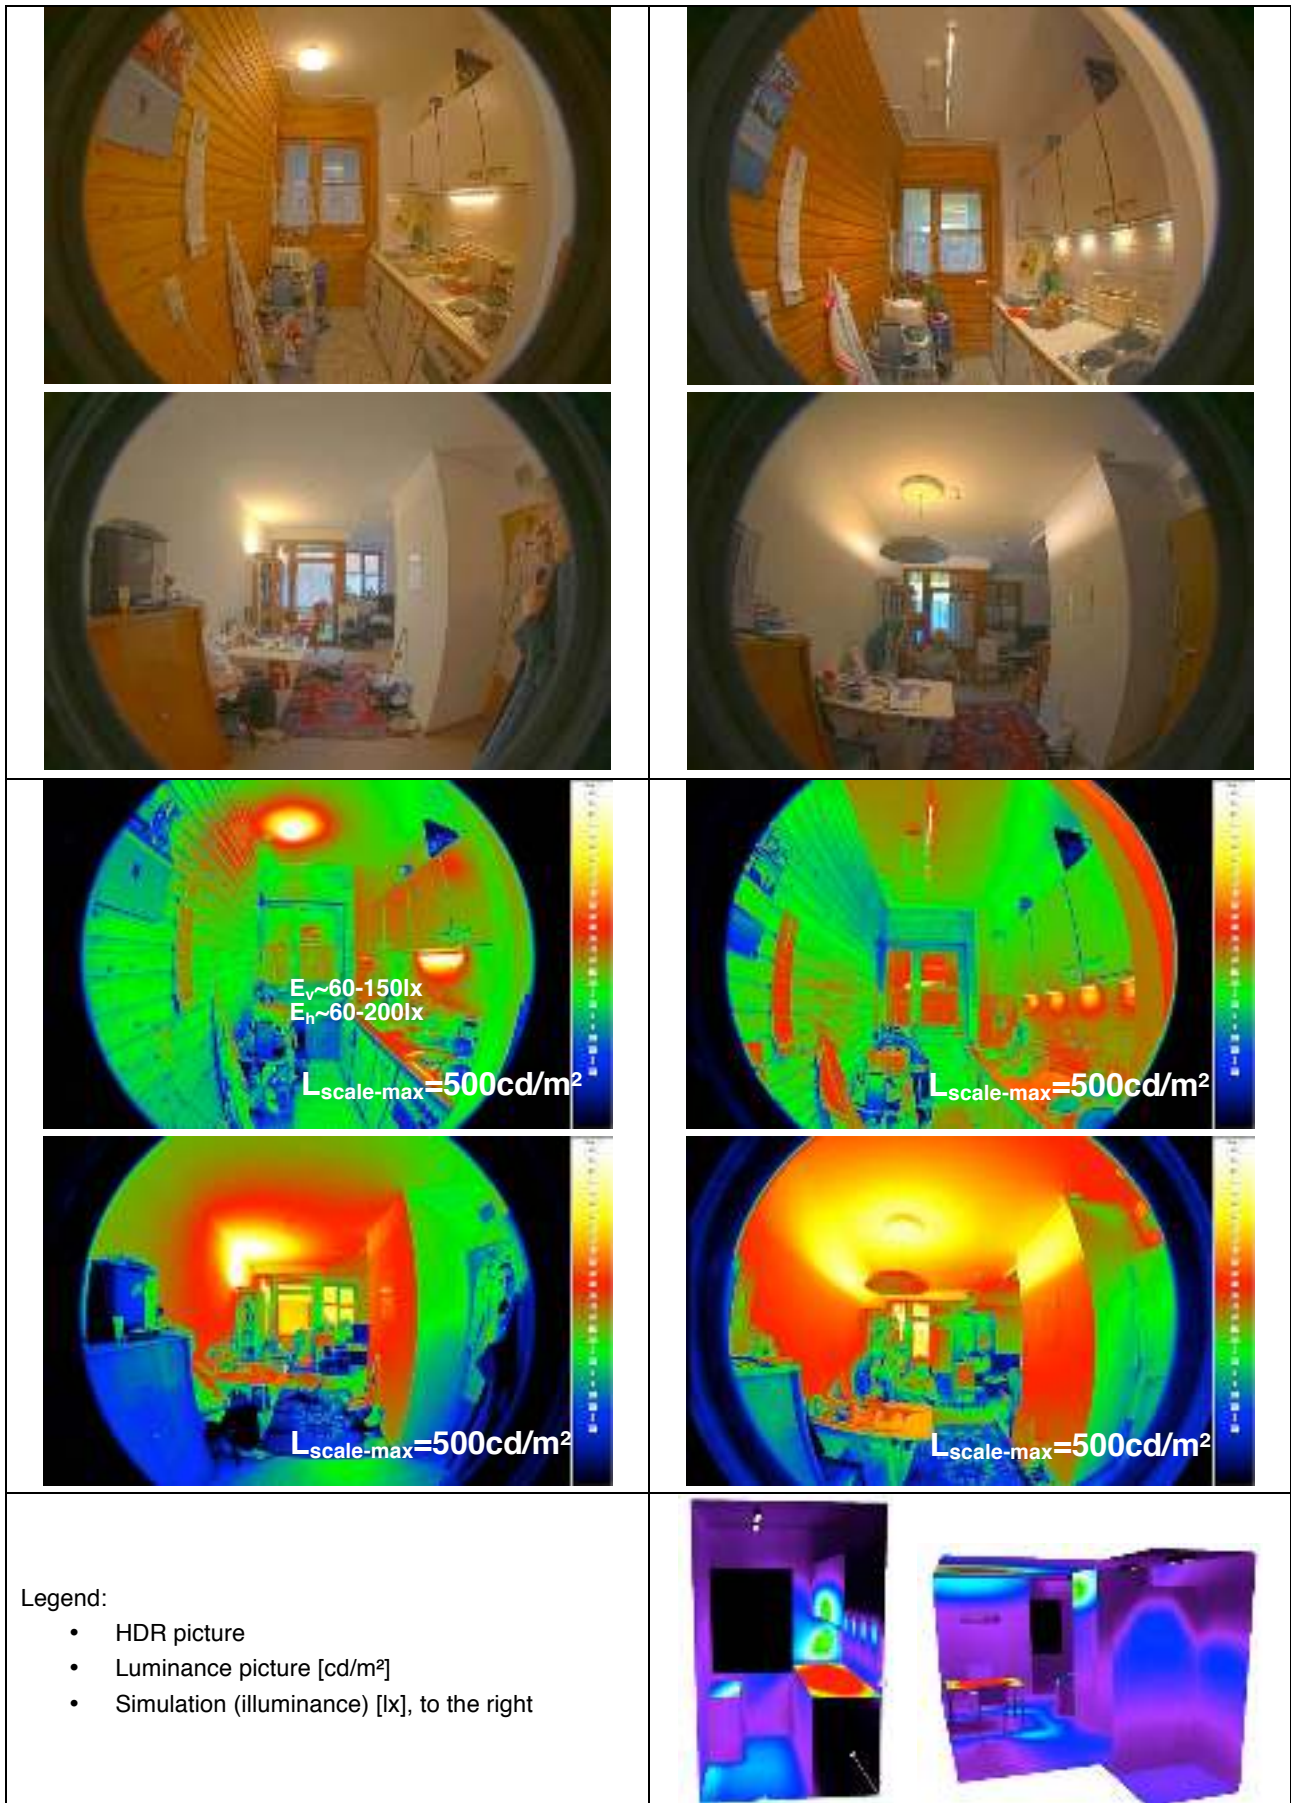 Eᵥ~60-150lx
Eₕ~60-200lx
Lscale-max=500cd/m²
Lscale-max=500cd/m²
Lscale-max=500cd/m²
Lscale-max=500cd/m²
Legend:
• HDR picture
• Luminance picture [cd/m²]
• Simulation (illuminance) [lx], to the right